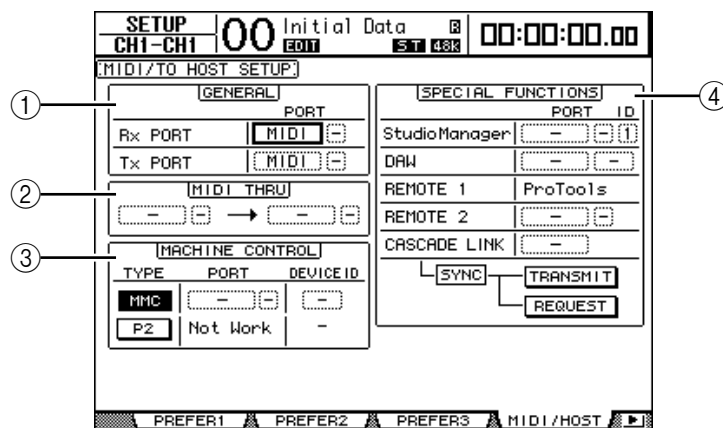 SETUP
CH1-CH1
00 Initial Data R
EDIT ST 48K
00:00:00.00
MIDI/TO HOST SETUP
① GENERAL
PORT
Rx PORT MIDI -
Tx PORT MIDI -
② MIDI THRU
- - → - -
③ MACHINE CONTROL
TYPE PORT DEVICE ID
MMC - - -
P2 Not Work -
④ SPECIAL FUNCTIONS
PORT ID
StudioManager - - 1
DAW - -
REMOTE 1 ProTools
REMOTE 2 - -
CASCADE LINK -
SYNC TRANSMIT
REQUEST
PREFER1 PREFER2 PREFER3 MIDI/HOST